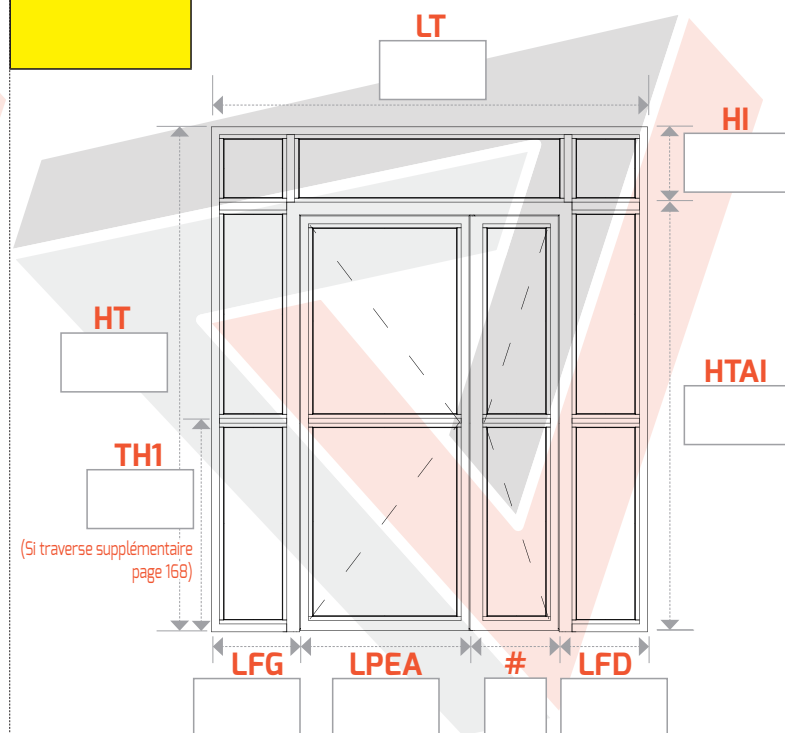 LT
HI
HT
HTAI
TH1
(Si traverse supplémentaire
page 168)
LFG
LPEA
#
LFD